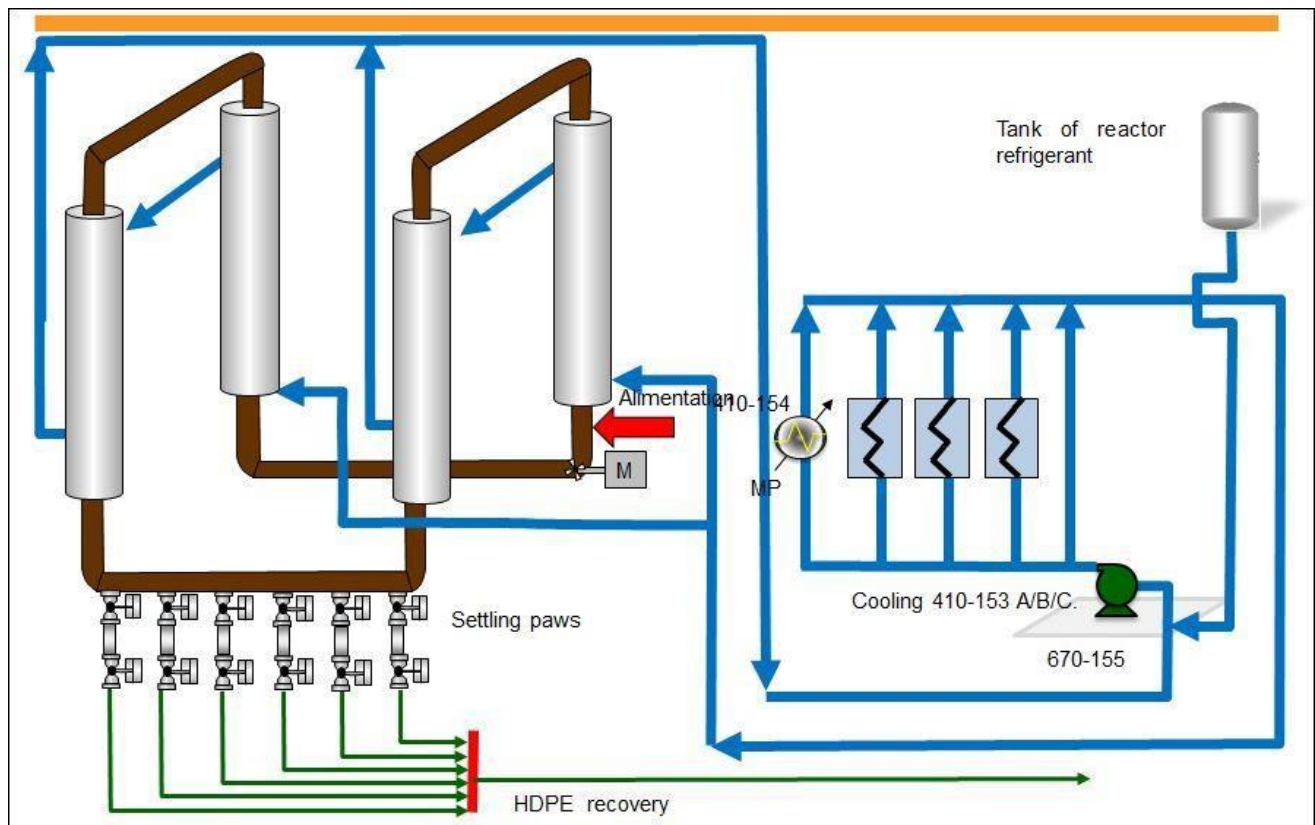 Tank of reactor
refrigerant
Alimentation
410-154
M
MP
Cooling 410-153 A/B/C.
Settling paws
670-155
HDPE recovery